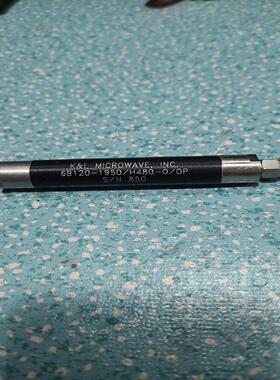 K&L MICROWAVE, INC.
6B120-1950/H480-O/OP
S/N 850